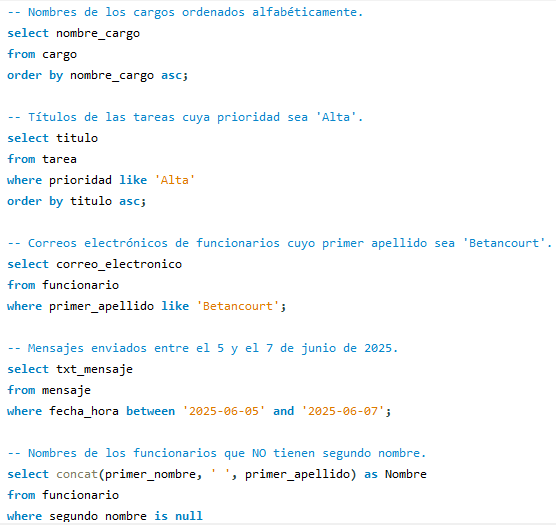 -- Nombres de los cargos ordenados alfabéticamente.
select nombre_cargo
from cargo
order by nombre_cargo asc;
-- Títulos de las tareas cuya prioridad sea 'Alta'.
select titulo
from tarea
where prioridad like 'Alta'
order by titulo asc;
-- Correos electrónicos de funcionarios cuyo primer apellido sea 'Betancourt'.
select correo_electronico
from funcionario
where primer_apellido like 'Betancourt';
-- Mensajes enviados entre el 5 y el 7 de junio de 2025.
select txt_mensaje
from mensaje
where fecha_hora between '2025-06-05' and '2025-06-07';
-- Nombres de los funcionarios que NO tienen segundo nombre.
select concat(primer_nombre, ' ', primer_apellido) as Nombre
from funcionario
where segundo_nombre is null